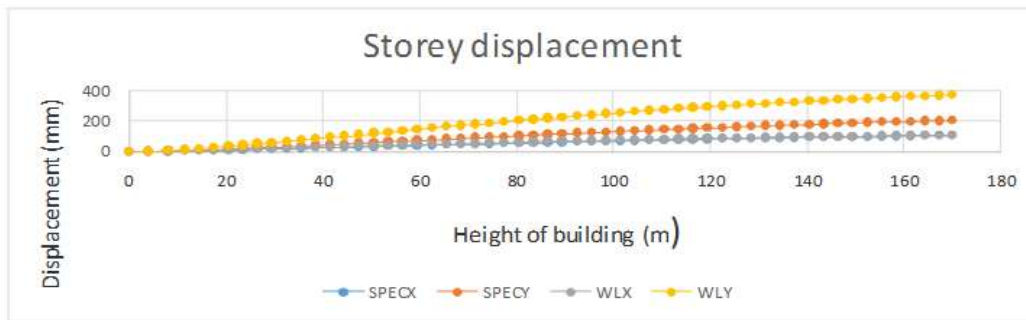 Storey displacement
Displacement (mm)
400
200
0
0 20 40 60 80 100 120 140 160 180
Height of building (m)
SPECX SPECY WLX WLY